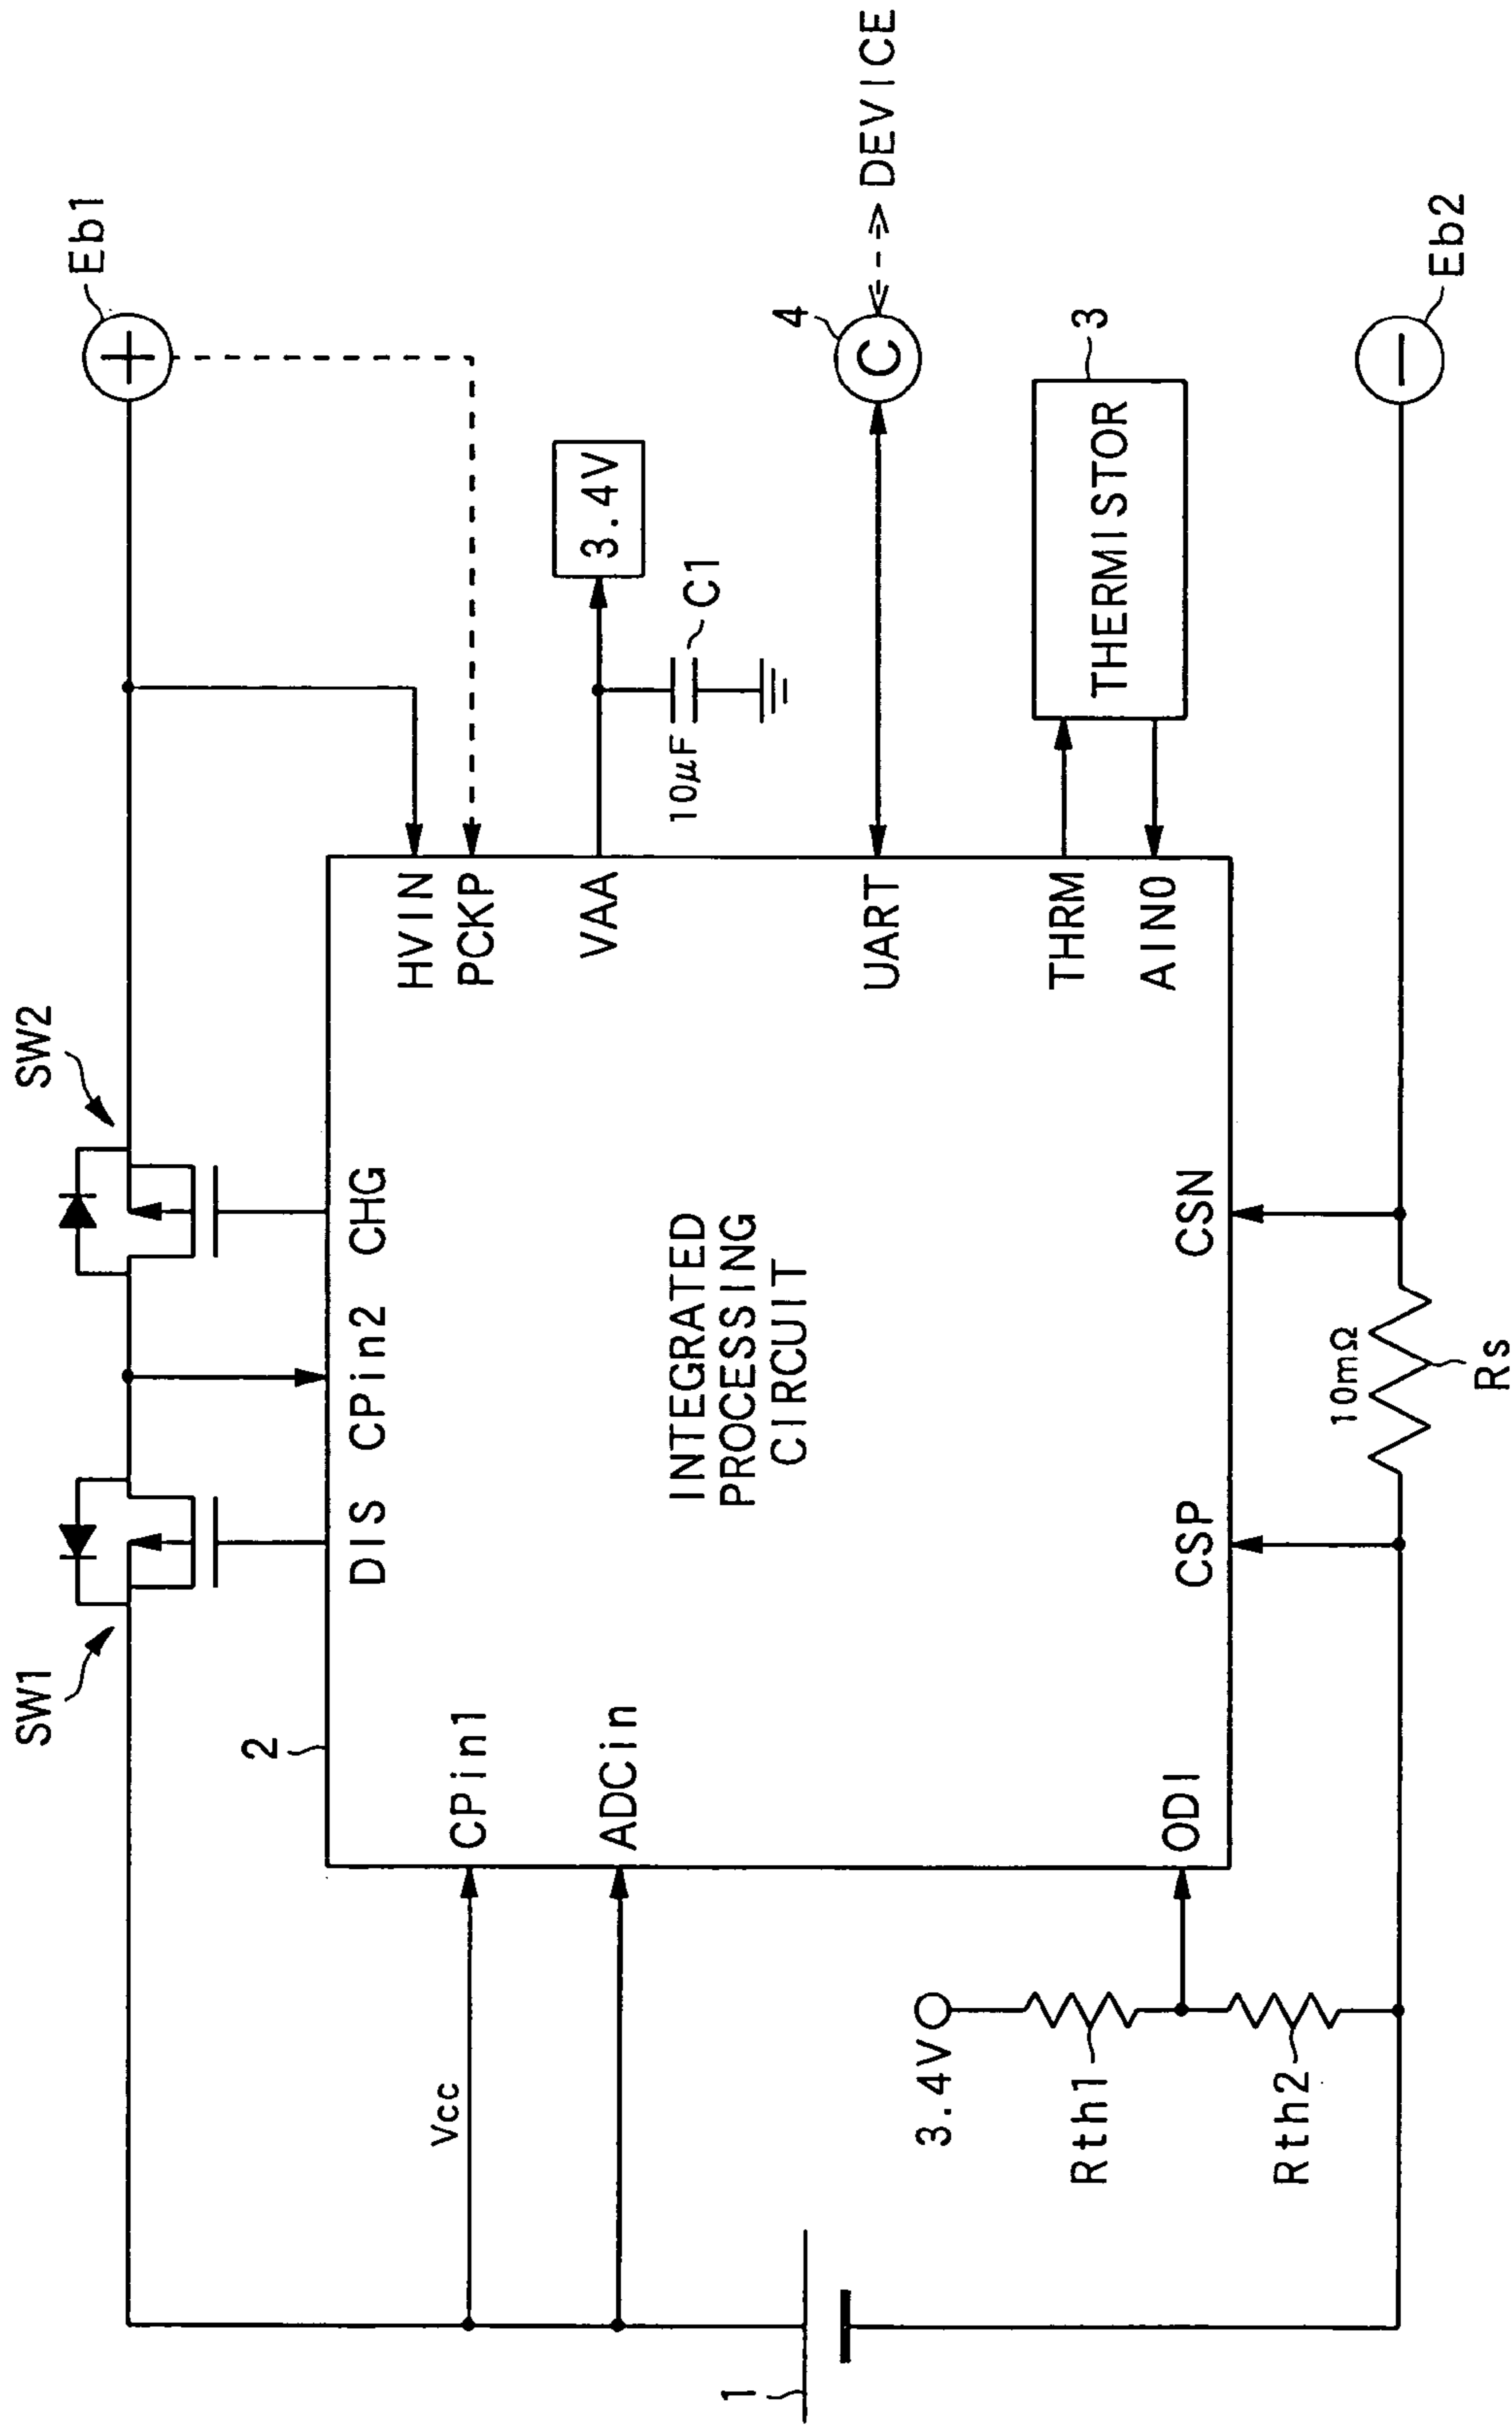 SW1
SW2
Eb1
2
DIS
CPin2
CHG
CPin1
Vcc
ADCin
HVIN
PCKP
VAA
3.4V
10μF
C1
INTEGRATED
PROCESSING
CIRCUIT
1
UART
4
C
DEVICE
3.4V
Rth1
Rth2
ODI
THRM
AIN0
THERMISTOR
3
CSP
CSN
10mΩ
Rs
Eb2